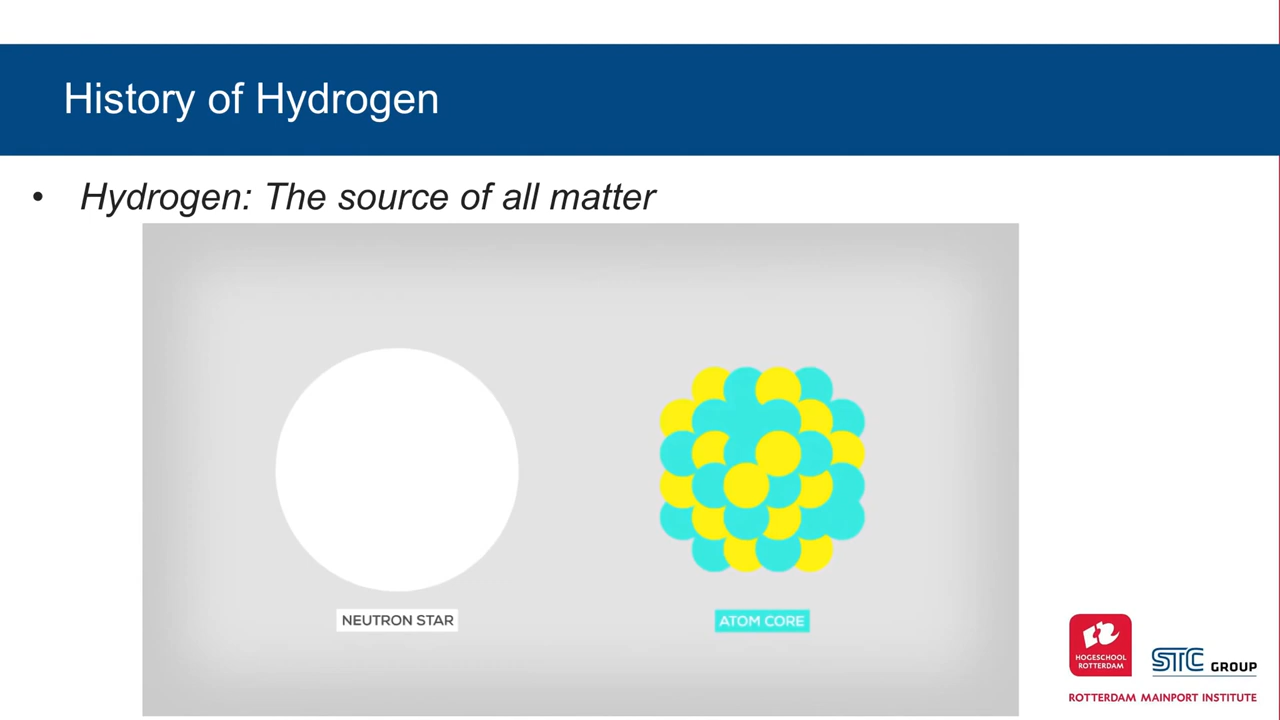 History of Hydrogen
• Hydrogen: The source of all matter
NEUTRON STAR
ATOM CORE
HOGESCHOOL
ROTTERDAM
STC GROUP
ROTTERDAM MAINPORT INSTITUTE